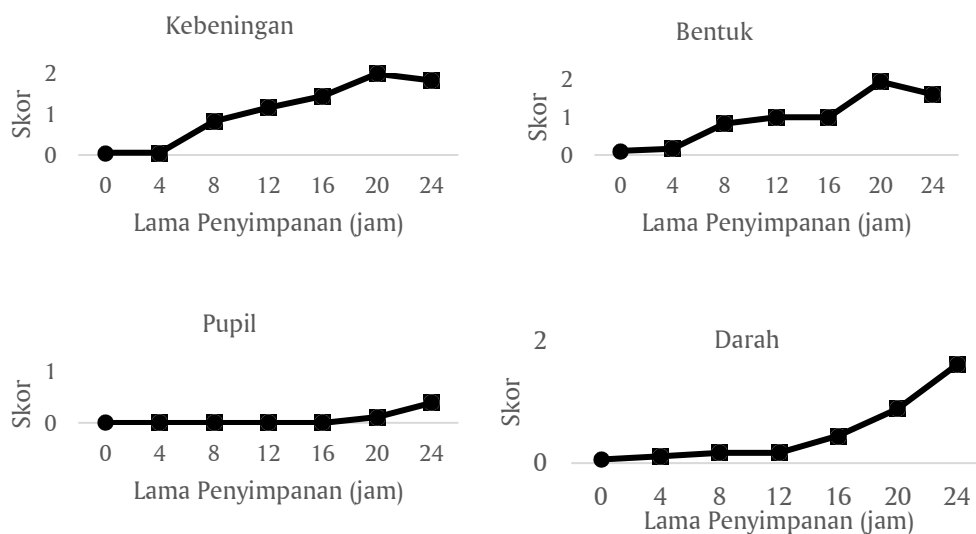 Kebeningan
2
1
0
Skor
0 4 8 12 16 20 24
Lama Penyimpanan (jam)
Bentuk
2
1
0
Skor
0 4 8 12 16 20 24
Lama Penyimpanan (jam)
Pupil
1
0
Skor
0 4 8 12 16 20 24
Lama Penyimpanan (jam)
Darah
2
0
Skor
0 4 8 12 16 20 24
Lama Penyimpanan (jam)